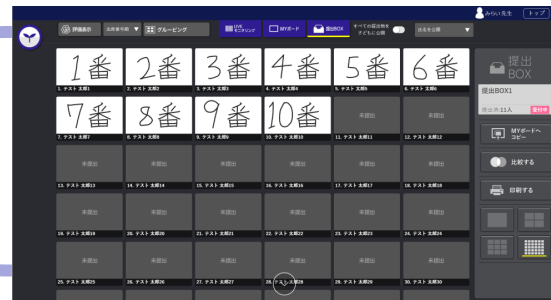 みらい先生 トップ
評価表示 出席番号順 ▼ グルーピング LIVEモニタリング MYボード 提出BOX すべての提出物を子どもに公開 氏名を公開 ▼
1番 2番 3番 4番 5番 6番
1. テスト 太郎1 2. テスト 太郎2 3. テスト 太郎3 4. テスト 太郎4 5. テスト 太郎5 6. テスト 太郎6
7番 8番 9番 10番 未提出 未提出
7. テスト 太郎7 8. テスト 太郎8 9. テスト 太郎9 10. テスト 太郎10 11. テスト 太郎11 12. テスト 太郎12
未提出 未提出 未提出 未提出 未提出 未提出
13. テスト 太郎13 14. テスト 太郎14 15. テスト 太郎15 16. テスト 太郎16 17. テスト 太郎17 18. テスト 太郎18
未提出 未提出 未提出 未提出 未提出 未提出
19. テスト 太郎19 20. テスト 太郎20 21. テスト 太郎21 22. テスト 太郎22 23. テスト 太郎23 24. テスト 太郎24
未提出 未提出 未提出 未提出 未提出 未提出
25. テスト 太郎25 26. テスト 太郎26 27. テスト 太郎27 28. テスト 太郎28 29. テスト 太郎29 30. テスト 太郎30
提出
BOX
提出BOX1
提出済:11人 受付中
MYボードへ
コピー
比較する
印刷する